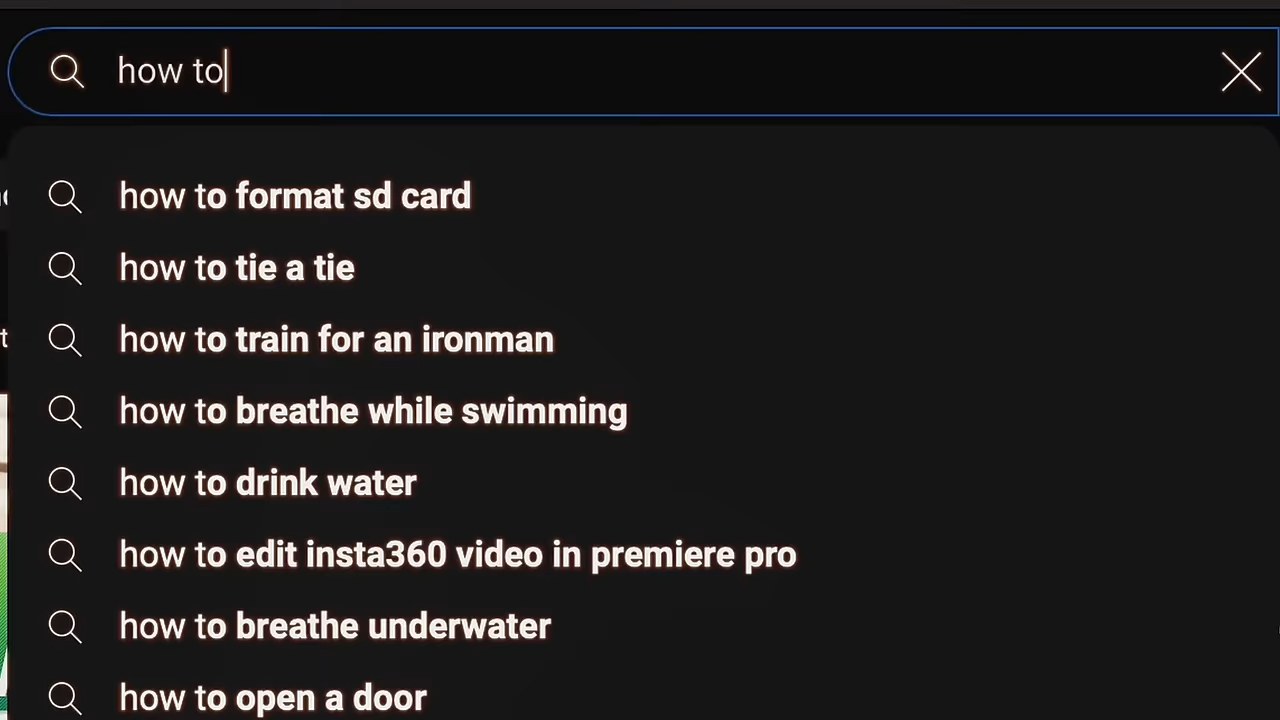 how to
how to format sd card
how to tie a tie
how to train for an ironman
how to breathe while swimming
how to drink water
how to edit insta360 video in premiere pro
how to breathe underwater
how to open a door